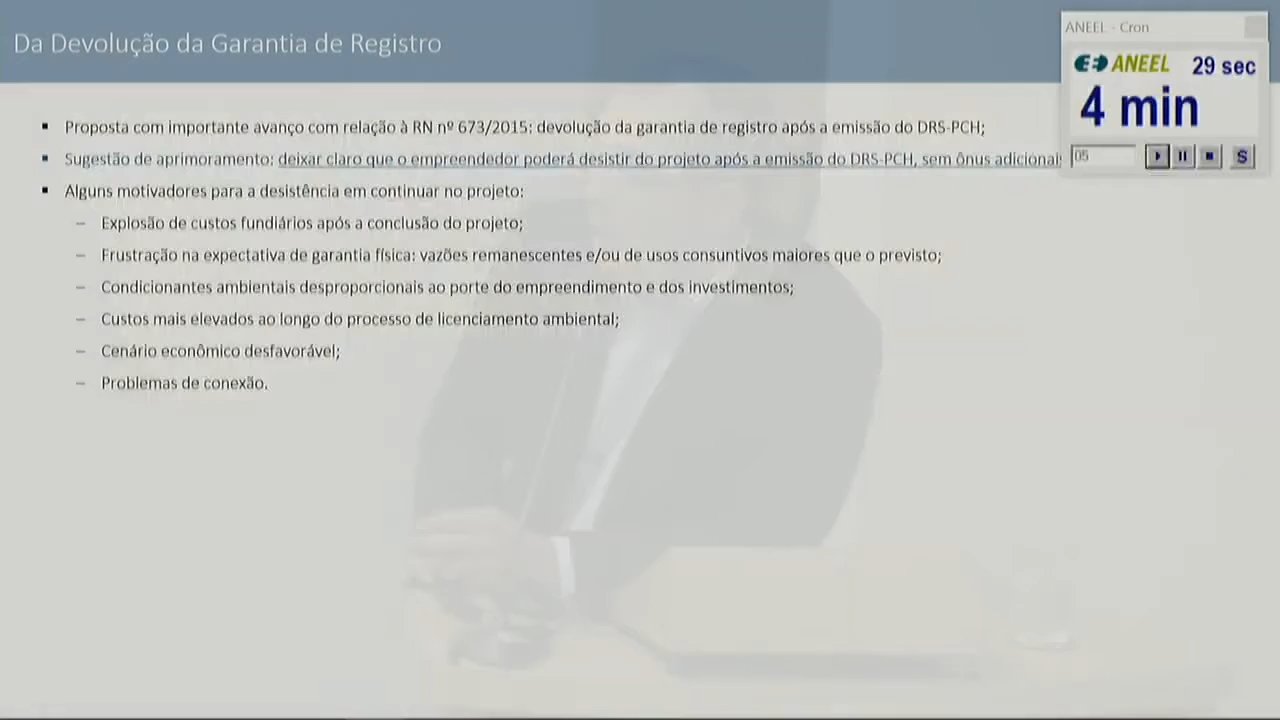 Da Devolução da Garantia de Registro
ANEEL - Cron
ANEEL 29 sec
4 min
05
S
▪ Proposta com importante avanço com relação à RN nº 673/2015: devolução da garantia de registro após a emissão do DRS-PCH;
▪ Sugestão de aprimoramento: deixar claro que o empreendedor poderá desistir do projeto após a emissão do DRS-PCH, sem ônus adicionai
▪ Alguns motivadores para a desistência em continuar no projeto:
– Explosão de custos fundiários após a conclusão do projeto;
– Frustração na expectativa de garantia física: vazões remanescentes e/ou de usos consuntivos maiores que o previsto;
– Condicionantes ambientais desproporcionais ao porte do empreendimento e dos investimentos;
– Custos mais elevados ao longo do processo de licenciamento ambiental;
– Cenário econômico desfavorável;
– Problemas de conexão.